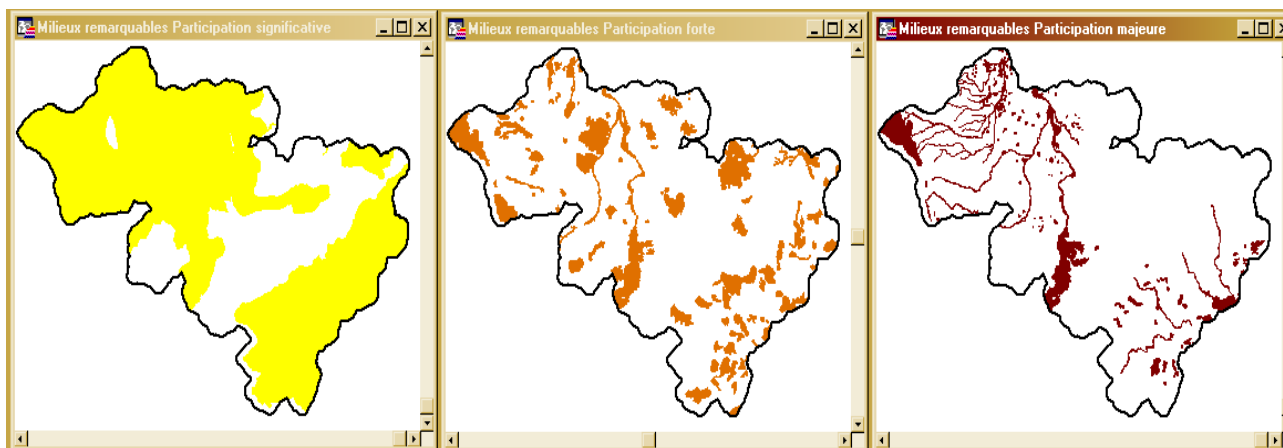 Milieux remarquables Participation significative
Milieux remarquables Participation forte
Milieux remarquables Participation majeure